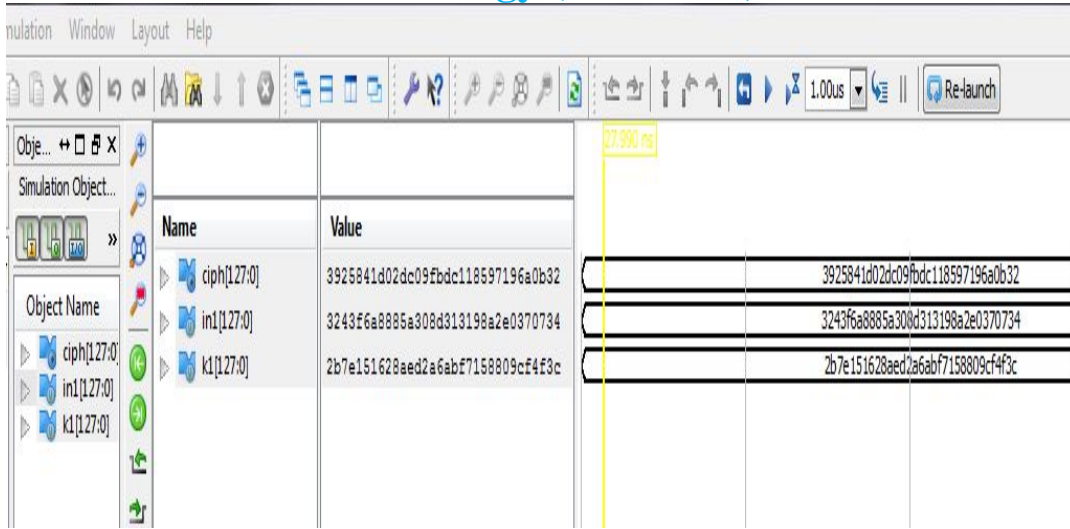 mulation Window Layout Help
1.00us Re-launch
Obje...
Simulation Object...
I O I/O »
Object Name
ciph[127:0]
in1[127:0]
k1[127:0]
Name Value
ciph[127:0] 3925841d02dc09fbdc118597196a0b32
in1[127:0] 3243f6a8885a308d313198a2e0370734
k1[127:0] 2b7e151628aed2a6abf7158809cf4f3c
27.990 ns
3925841d02dc09fbdc118597196a0b32
3243f6a8885a308d313198a2e0370734
2b7e151628aed2a6abf7158809cf4f3c